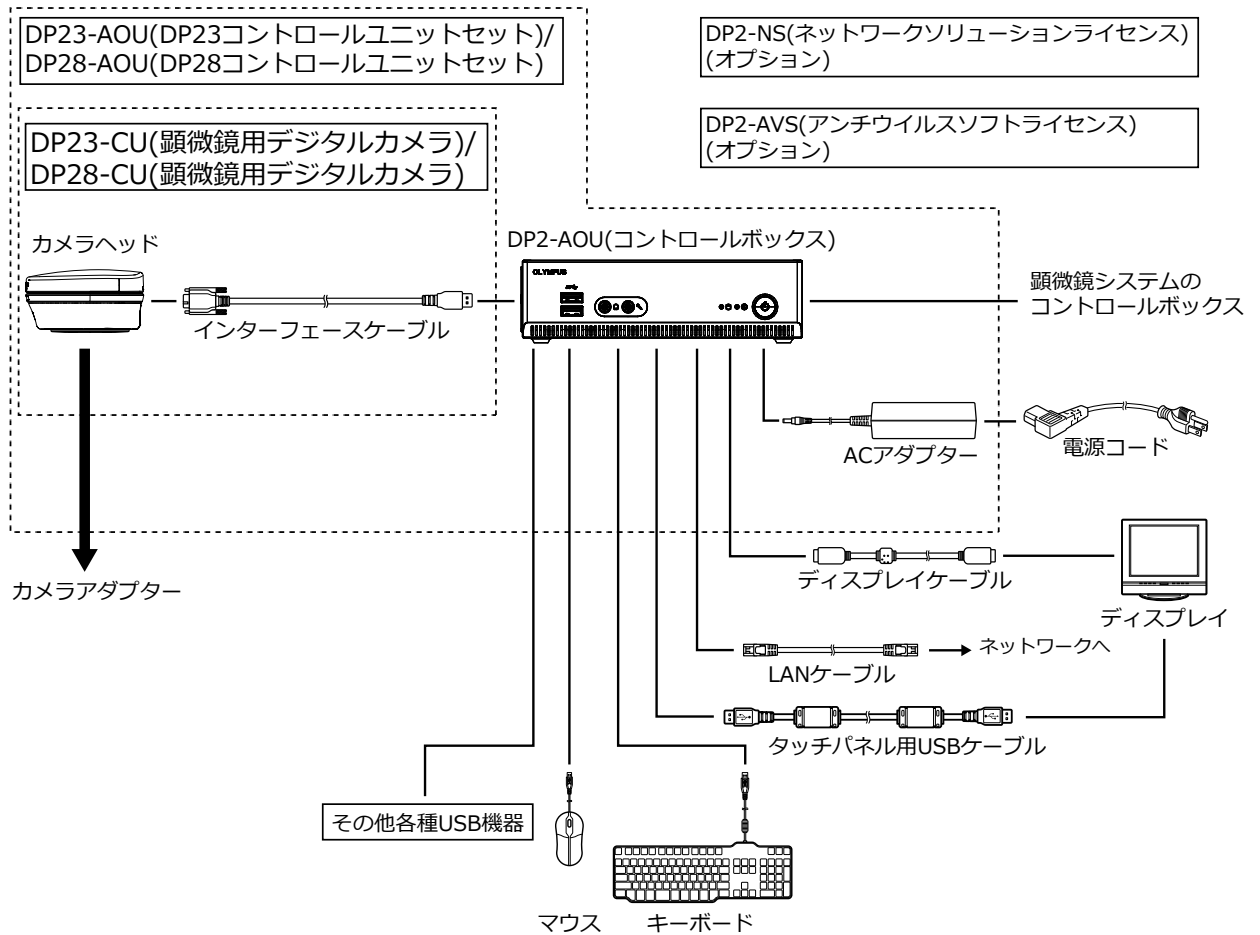 DP23-AOU(DP23コントロールユニットセット)/
DP28-AOU(DP28コントロールユニットセット)
DP2-NS(ネットワークソリューションライセンス)
(オプション)
DP2-AVS(アンチウイルスソフトライセンス)
(オプション)
DP23-CU(顕微鏡用デジタルカメラ)/
DP28-CU(顕微鏡用デジタルカメラ)
カメラヘッド
DP2-AOU(コントロールボックス)
OLYMPUS
インターフェースケーブル
顕微鏡システムの
コントロールボックス
ACアダプター
電源コード
カメラアダプター
ディスプレイケーブル
ディスプレイ
LANケーブル
ネットワークへ
タッチパネル用USBケーブル
その他各種USB機器
マウス
キーボード